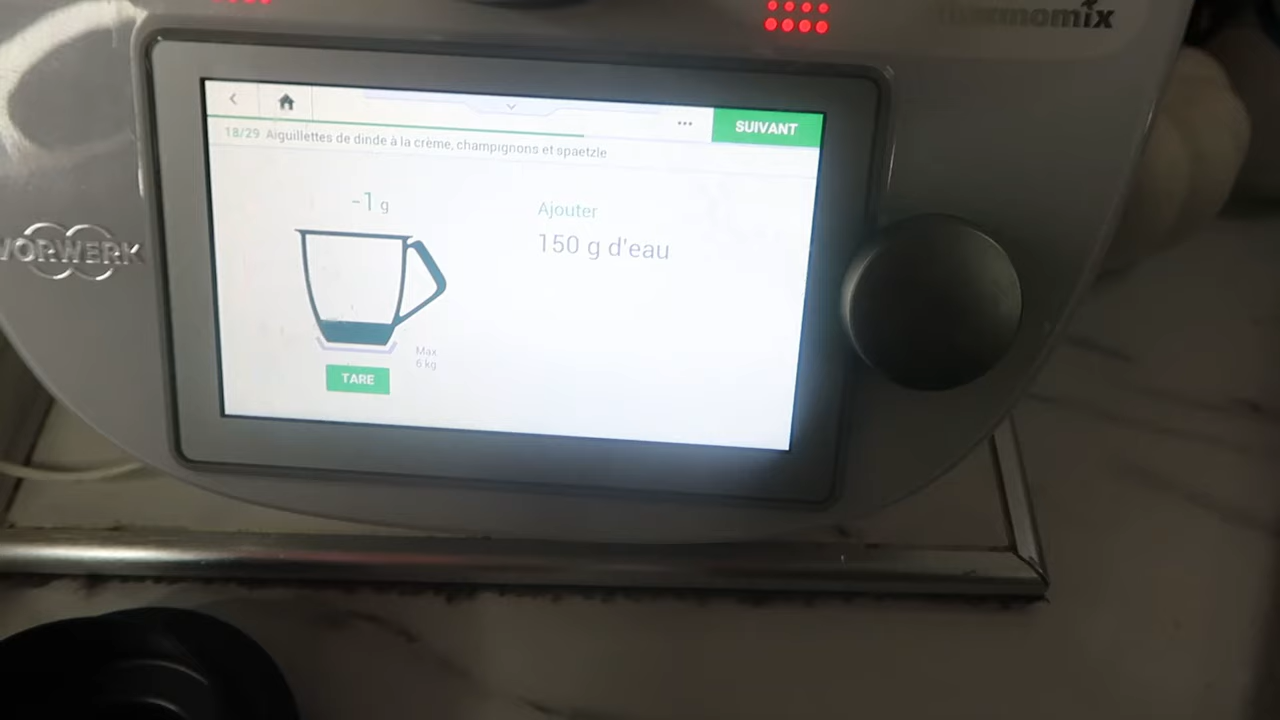 thermomix
SUIVANT
18/29 Aiguillettes de dinde à la crème, champignons et spaetzle
-1 g
Ajouter
150 g d'eau
VORWERK
Max
6 kg
TARE